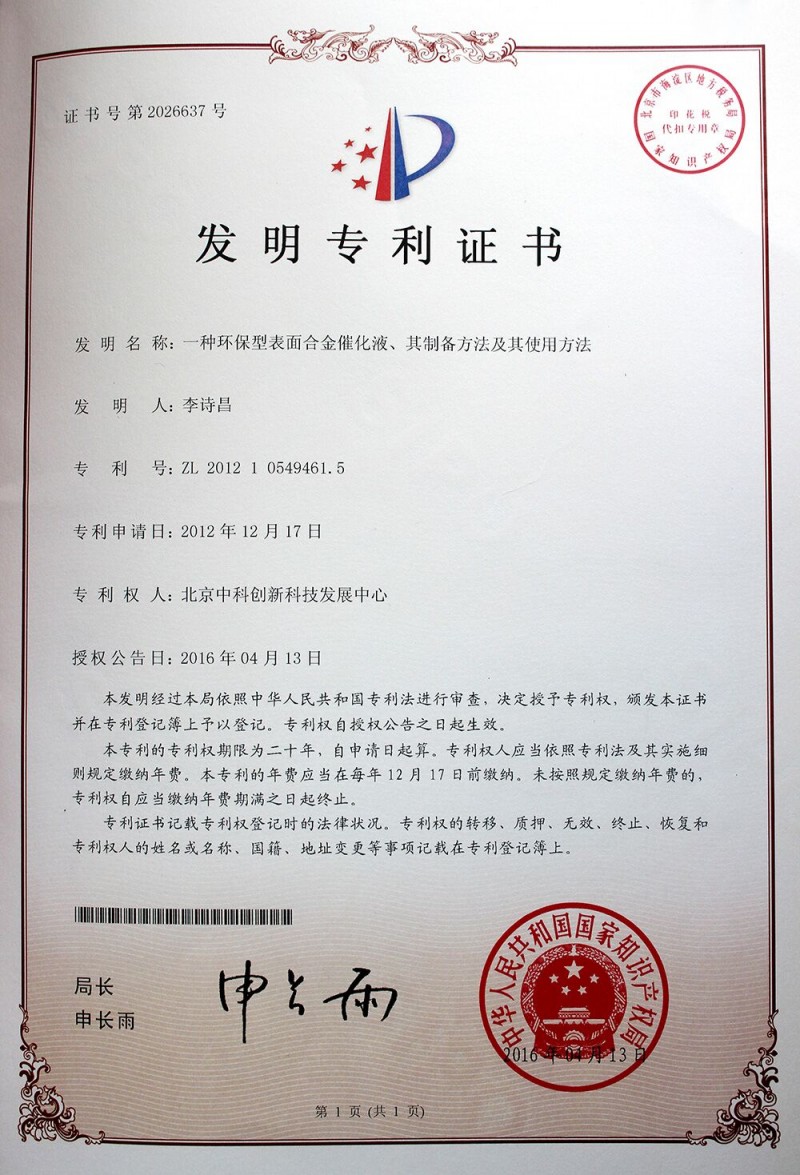 证书号第2026637号
北京市海淀区地方税务局
印花税
代扣专用章
国家知识产权局
发明专利证书
发明名称：一种环保型表面合金催化液、其制备方法及其使用方法
发明人：李诗昌
专利号：ZL 2012 1 0549461.5
专利申请日：2012年12月17日
专利权人：北京中科创新科技发展中心
授权公告日：2016年04月13日
本发明经过本局依照中华人民共和国专利法进行审查，决定授予专利权，颁发本证书
并在专利登记簿上予以登记。专利权自授权公告之日起生效。
本专利的专利权期限为二十年，自申请日起算。专利权人应当依照专利法及其实施细
则规定缴纳年费。本专利的年费应当在每年12月17日前缴纳。未按照规定缴纳年费的，
专利权自应当缴纳年费期满之日起终止。
专利证书记载专利权登记时的法律状况。专利权的转移、质押、无效、终止、恢复和
专利权人的姓名或名称、国籍、地址变更等事项记载在专利登记簿上。
局长
申长雨
申长雨
中华人民共和国国家知识产权局
2016年04月13日
第1页(共1页)